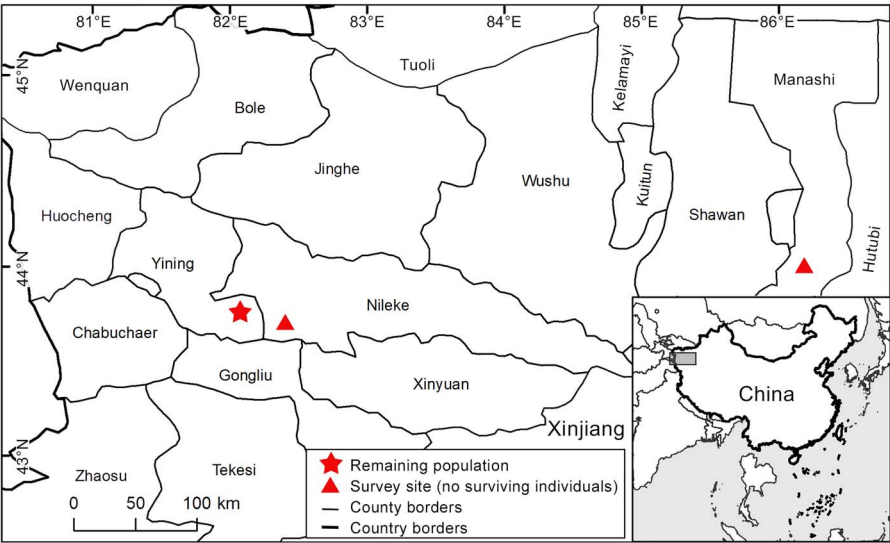 81°E 82°E 83°E 84°E 85°E 86°E
45°N
44°N
43°N
Tuoli
Kelamayi
Manashi
Wenquan
Bole
Jinghe
Wushu
Kuitun
Shawan
Huocheng
Hutubi
Yining
Nileke
Chabuchaer
Gongliu
Xinyuan
Xinjiang
Zhaosu
Tekesi
0 50 100 km
Remaining population
Survey site (no surviving individuals)
County borders
Country borders
China